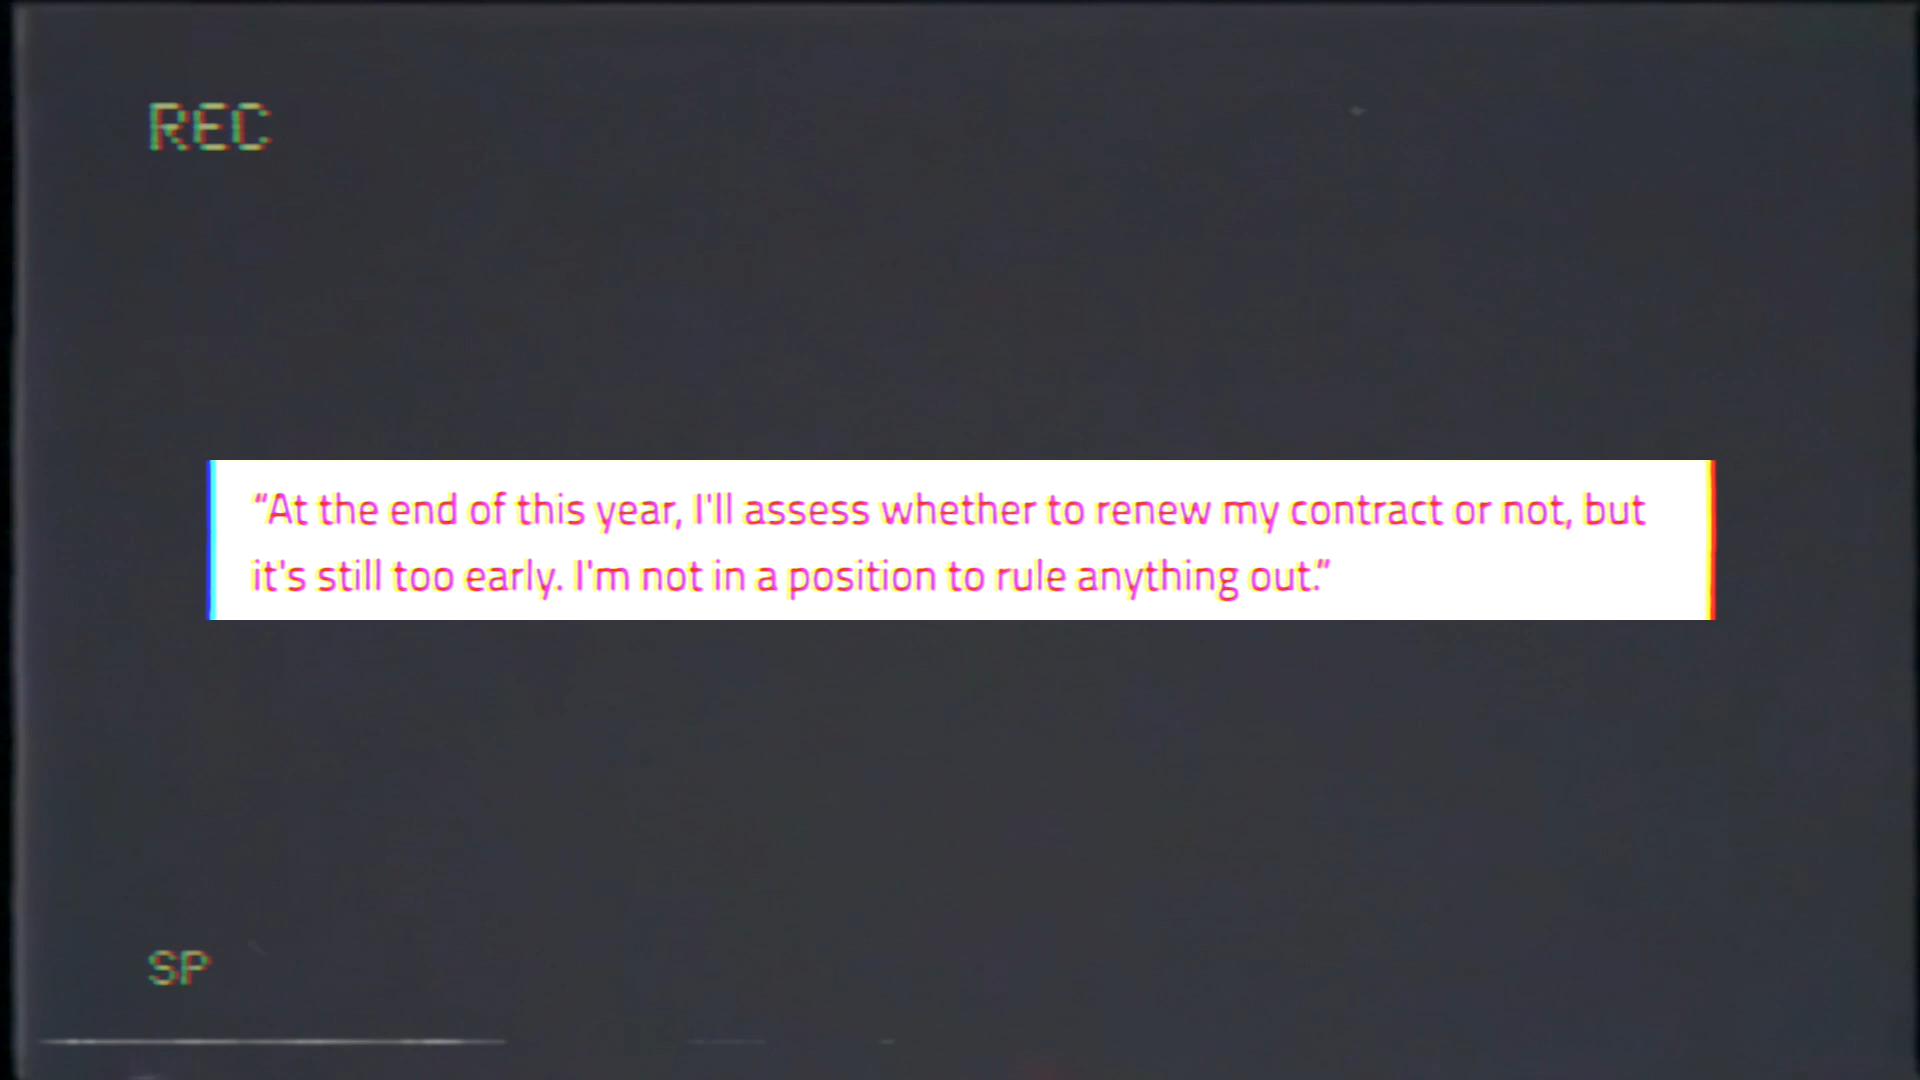 REC
“At the end of this year, I'll assess whether to renew my contract or not, but
it's still too early. I'm not in a position to rule anything out.”
SP